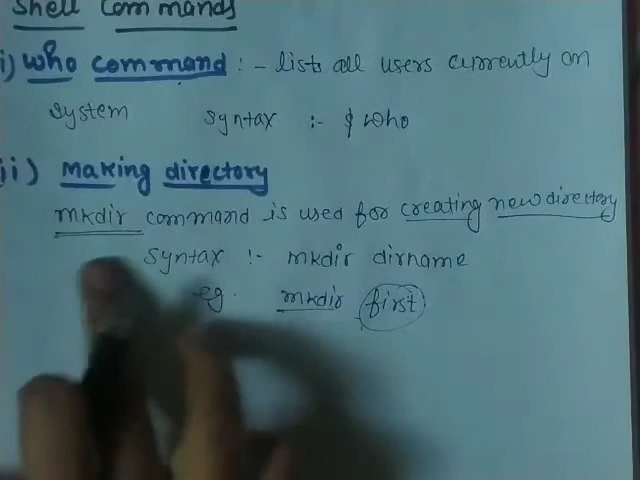 Shell Commands
i) Who command :- lists all users currently on
system syntax :- $ who
ii) Making directory
mkdir command is used for creating new directory
syntax :- mkdir dirname
eg. mkdir first